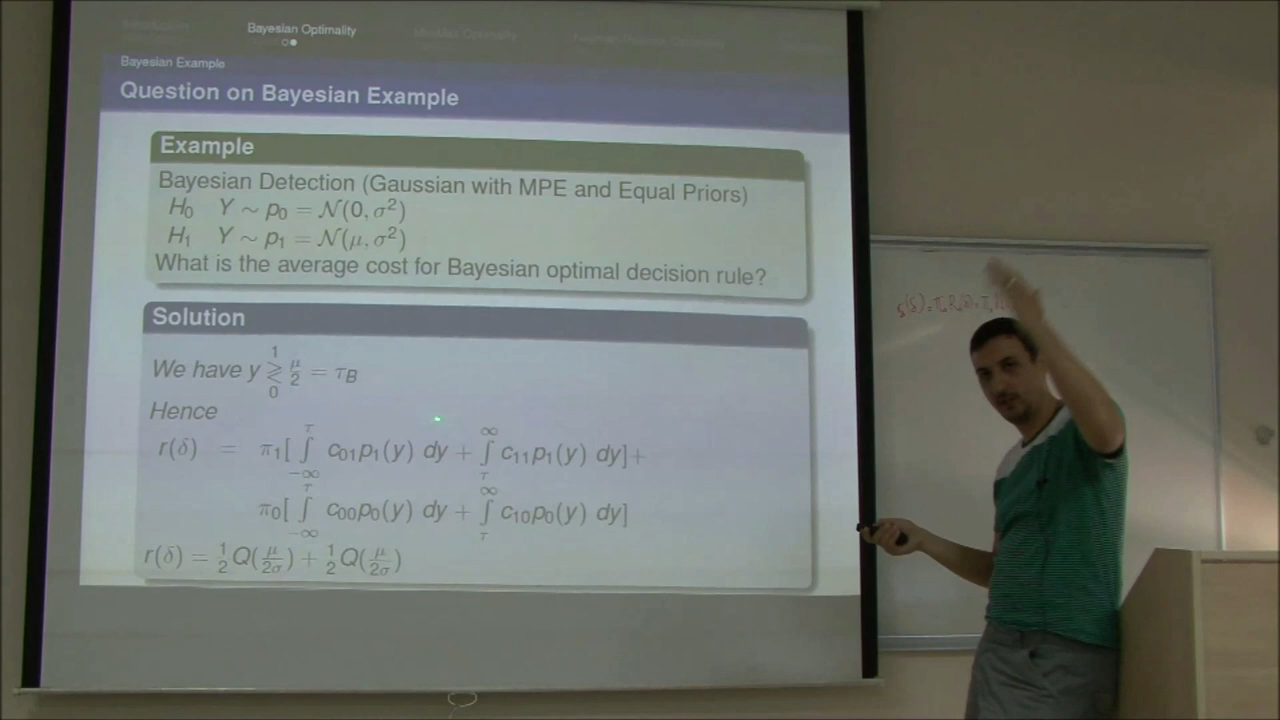 Bayesian Optimality
Bayesian Example
Question on Bayesian Example
Example
Bayesian Detection (Gaussian with MPE and Equal Priors)
H₀ Y ∼ p₀ = 𝒩(0, σ²)
H₁ Y ∼ p₁ = 𝒩(μ, σ²)
What is the average cost for Bayesian optimal decision rule?
Solution
We have y ≷¹₀ μ/2 = τ_B
Hence
r(δ) = π₁[ ∫_{−∞}^{τ} c₀₁p₁(y) dy + ∫_{τ}^{∞} c₁₁p₁(y) dy]+
π₀[ ∫_{−∞}^{τ} c₀₀p₀(y) dy + ∫_{τ}^{∞} c₁₀p₀(y) dy]
r(δ) = ½Q(μ/2σ) + ½Q(μ/2σ)